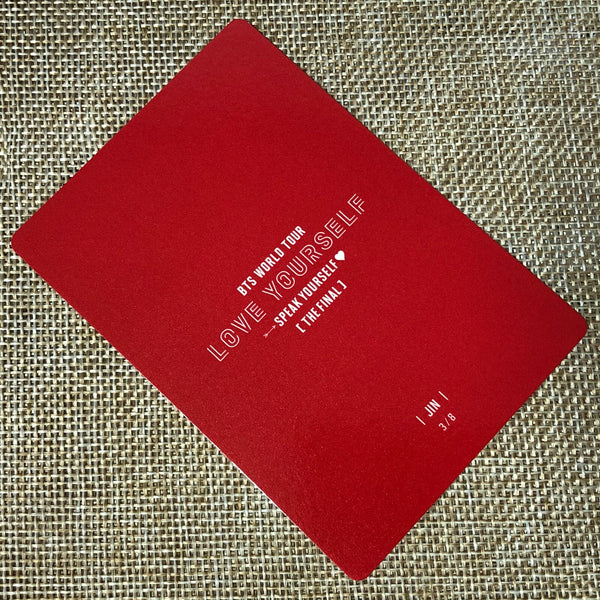 BTS WORLD TOUR
LOVE YOURSELF
→SPEAK YOURSELF♥
[ THE FINAL ]
| JIN |
3/8